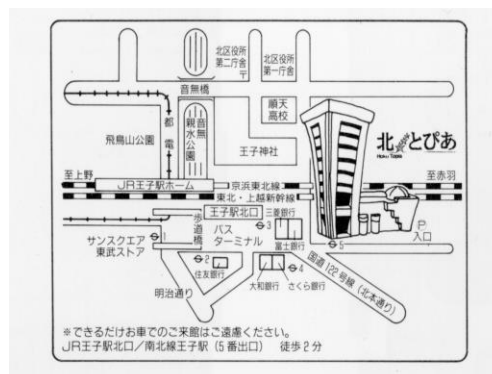 北区役所
第二庁舎
〒
北区役所
第一庁舎
音無橋
順天
高校
都電
音無
親水公園
飛鳥山公園
王子神社
北とぴあ
至上野
至赤羽
JR王子駅ホーム
京浜東北線
東北・上越新幹線
王子駅北口
三菱銀行
3
歩道橋
バス
ターミナル
富士銀行
P
入口
サンスクエア
東武ストア
1
5
2
住友銀行
4
大和銀行
さくら銀行
国道122号線(北本通り)
明治通り
※できるだけお車でのご来館はご遠慮ください。
JR王子駅北口/南北線王子駅(5番出口) 徒歩2分